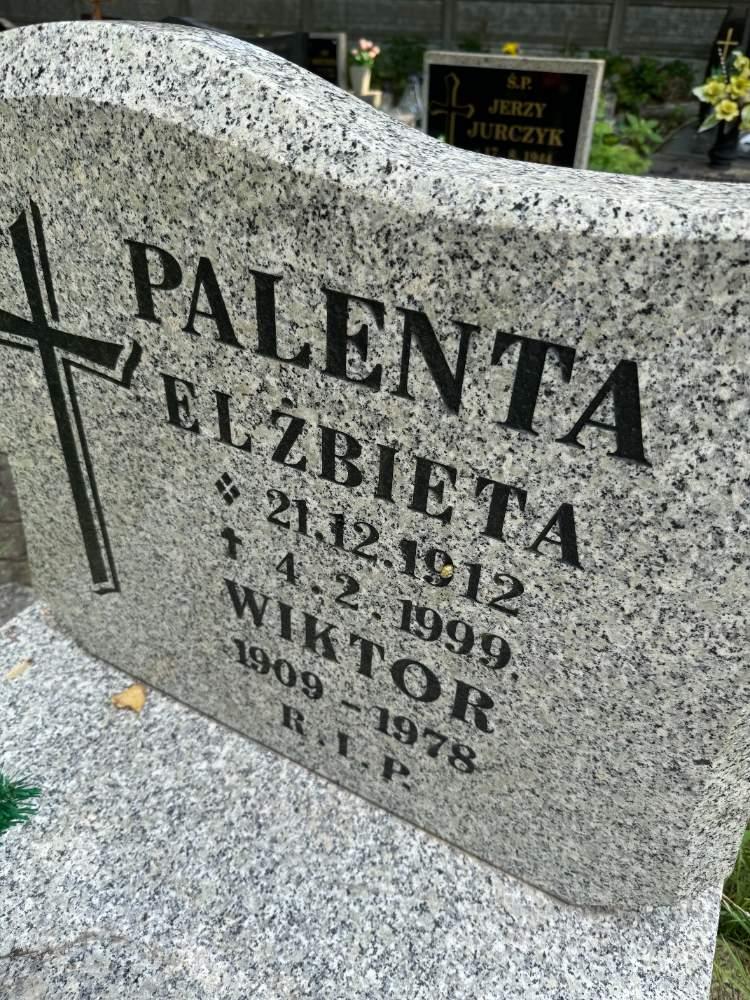 Ś.P.
JERZY
JURCZYK
PALENTA
ELŻBIETA
21.12.1912
4.2.1999
WIKTOR
1909-1978
R.I.P.